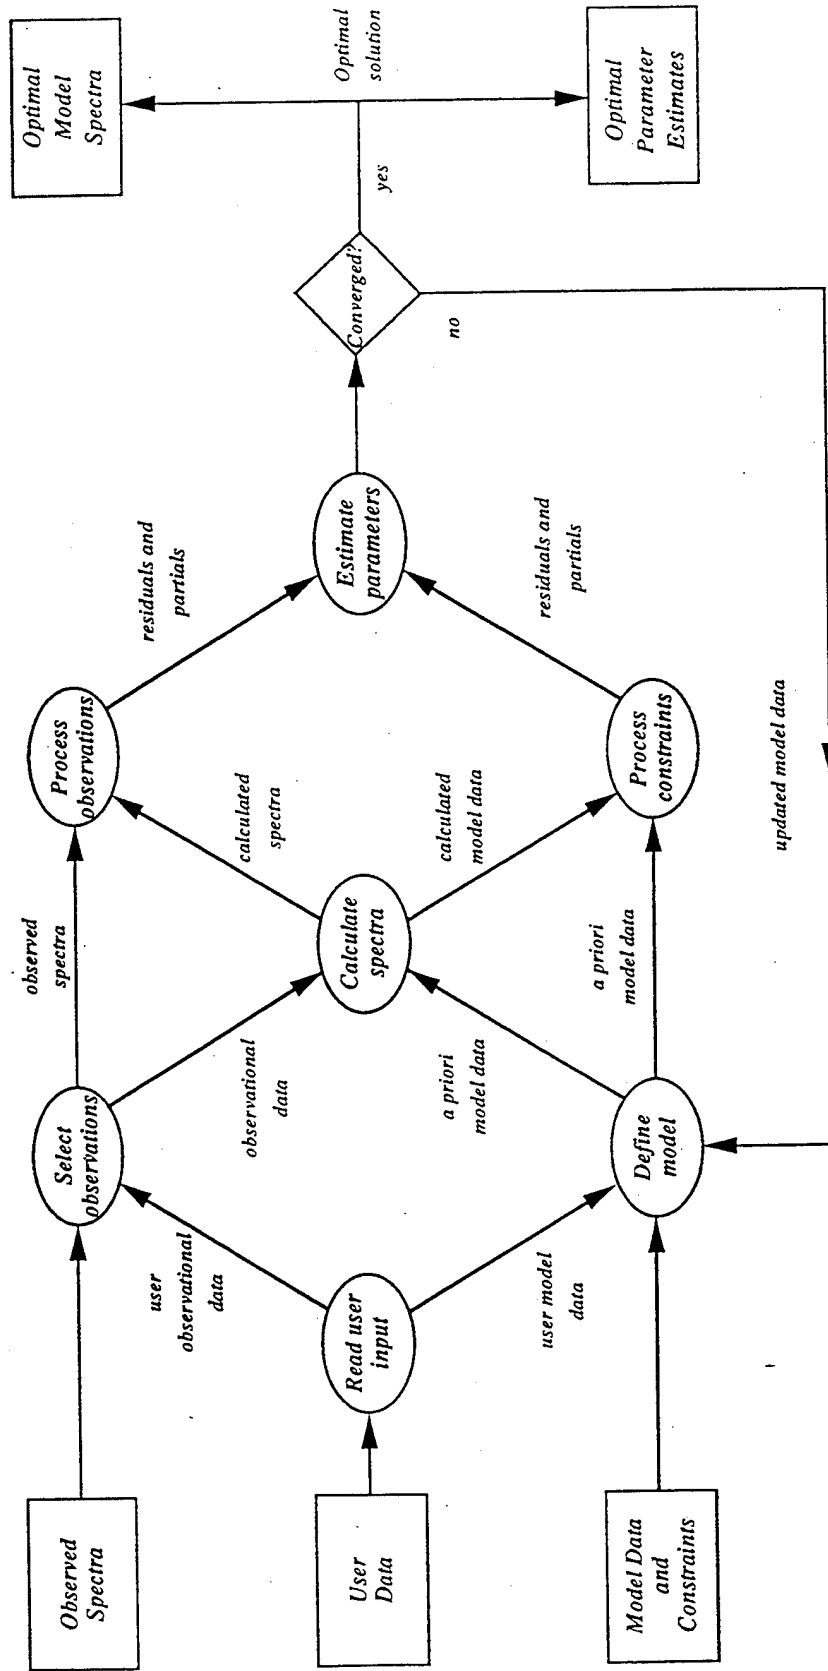 Observed
Spectra
User
Data
Model Data
and
Constraints
user
observational
data
Read user
input
user model
data
Select
observations
observational
data
a priori
model data
Define
model
observed
spectra
Calculate
spectra
a priori
model data
calculated
spectra
calculated
model data
Process
observations
Process
constraints
updated model data
residuals and
partials
Estimate
parameters
residuals and
partials
Converged?
no
yes
Optimal
Model
Spectra
Optimal
solution
Optimal
Parameter
Estimates